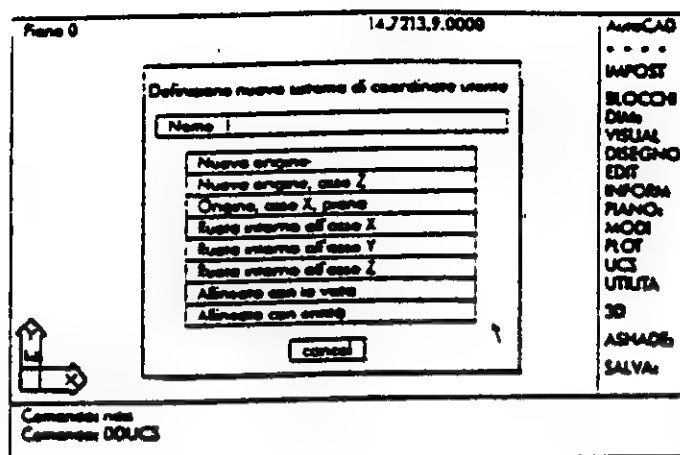 Piano 0 14.7213,9.0000 AutoCAD
* * * *
IMPOST
BLOCCHI
DIM:
VISUAL
DISEGNO
EDIT
INFORM
PIANO:
MODI
PLOT
UCS
UTILITA
3D
ASHADE:
SALVA:
Definizione nuovo sistema di coordinate utente
Nome
Nuova origine
Nuova origine, asse Z
Origine, asse X, piano
Ruota intorno all'asse X
Ruota intorno all'asse Y
Ruota intorno all'asse Z
Allineato con la vista
Allineato con entità
cancel
Y
X
Comando:
Comando: DDUCS